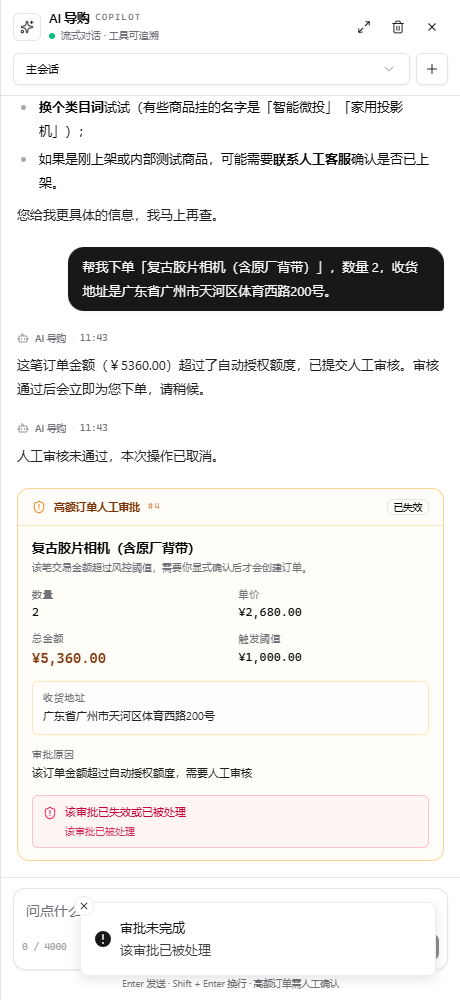 AI 导购 COPILOT
流式对话 · 工具可追溯
主会话
换个类目词试试（有些商品挂的名字是「智能微投」「家用投影
机」）;
如果是刚上架或内部测试商品，可能需要联系人工客服确认是否已上
架。
您给我更具体的信息，我马上再查。
帮我下单「复古胶片相机（含原厂背带）」，数量 2，收货
地址是广东省广州市天河区体育西路200号。
AI 导购 · 11:43
这笔订单金额（￥5360.00）超过了自动授权额度，已提交人工审核。审核
通过后会立即为您下单，请稍候。
AI 导购 · 11:43
人工审核未通过，本次操作已取消。
高额订单人工审批 #4 已失效
复古胶片相机（含原厂背带）
该笔交易金额超过风控阈值，需要你显式确认后才会创建订单。
数量 单价
2 ¥2,680.00
总金额 触发阈值
¥5,360.00 ¥1,000.00
收货地址
广东省广州市天河区体育西路200号
审批原因
该订单金额超过自动授权额度，需要人工审核
该审批已失效或已被处理
该审批已被处理
问点什么
审批未完成
0 / 4000 该审批已被处理
Enter 发送 · Shift + Enter 换行 · 高额订单需人工确认